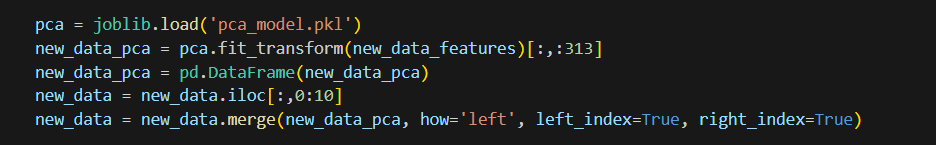 pca = joblib.load('pca_model.pkl')
new_data_pca = pca.fit_transform(new_data_features)[:,:313]
new_data_pca = pd.DataFrame(new_data_pca)
new_data = new_data.iloc[:,0:10]
new_data = new_data.merge(new_data_pca, how='left', left_index=True, right_index=True)